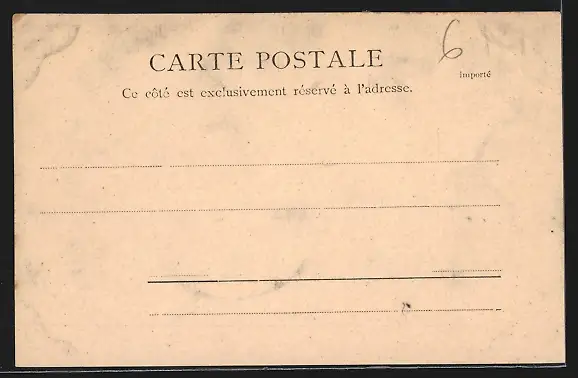 CARTE POSTALE
6
Importé
Ce côté est exclusivement réservé à l'adresse.